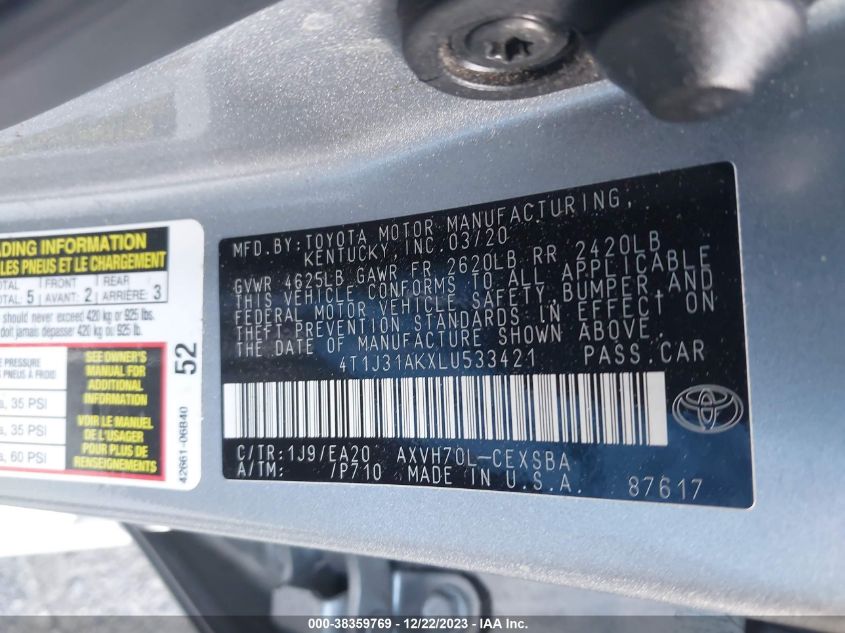 ADING INFORMATION
LES PNEUS ET LE CHARGEMENT
TOTAL FRONT REAR
TOTAL: 5 AVANT: 2 ARRIÈRE: 3
should never exceed 420 kg or 925 lbs.
doit jamais dépasser 420 kg ou 925 lb.
PRESSURE
PNEUS À FROID
35 PSI
35 PSI
60 PSI
SEE OWNER'S
MANUAL FOR
ADDITIONAL
INFORMATION
VOIR LE MANUEL
DE L'USAGER
POUR PLUS DE
RENSEIGNEMENTS
52
42661-06B40
MFD. BY: TOYOTA MOTOR MANUFACTURING,
KENTUCKY, INC. 03/20
GVWR 4625LB GAWR FR 2620LB RR 2420LB
THIS VEHICLE CONFORMS TO ALL APPLICABLE
FEDERAL MOTOR VEHICLE SAFETY, BUMPER AND
THEFT PREVENTION STANDARDS IN EFFECT ON
THE DATE OF MANUFACTURE SHOWN ABOVE.
4T1J31AKXLU533421 PASS. CAR
C/TR: 1J9/EA20 AXVH70L-CEXSBA
A/TM: /P710 MADE IN U.S.A.
87617
000-38359769 - 12/22/2023 - IAA Inc.